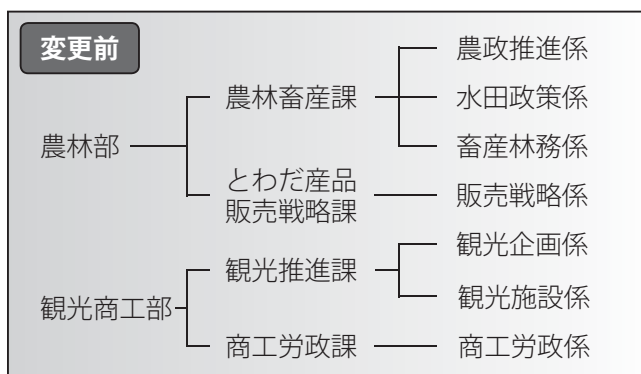 変更前
農林部
農林畜産課
農政推進係
水田政策係
畜産林務係
とわだ産品
販売戦略課
販売戦略係
観光商工部
観光推進課
観光企画係
観光施設係
商工労政課
商工労政係